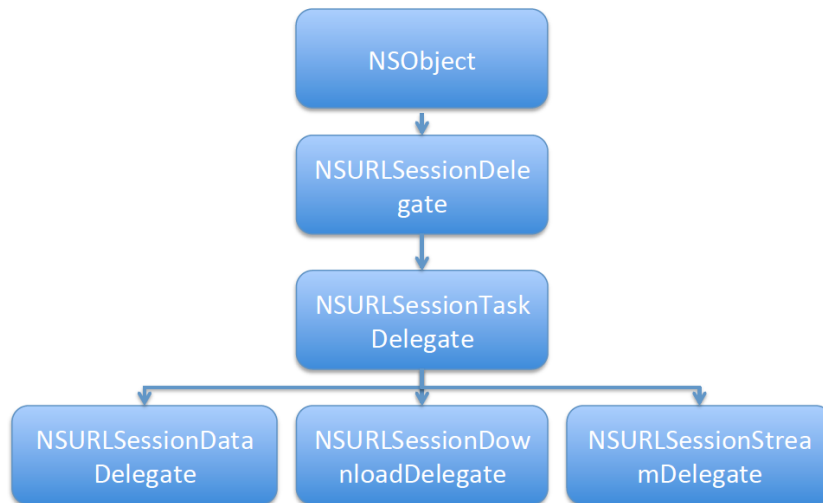 NSObject
NSURLSessionDele
gate
NSURLSessionTask
Delegate
NSURLSessionData
Delegate
NSURLSessionDow
nloadDelegate
NSURLSessionStrea
mDelegate